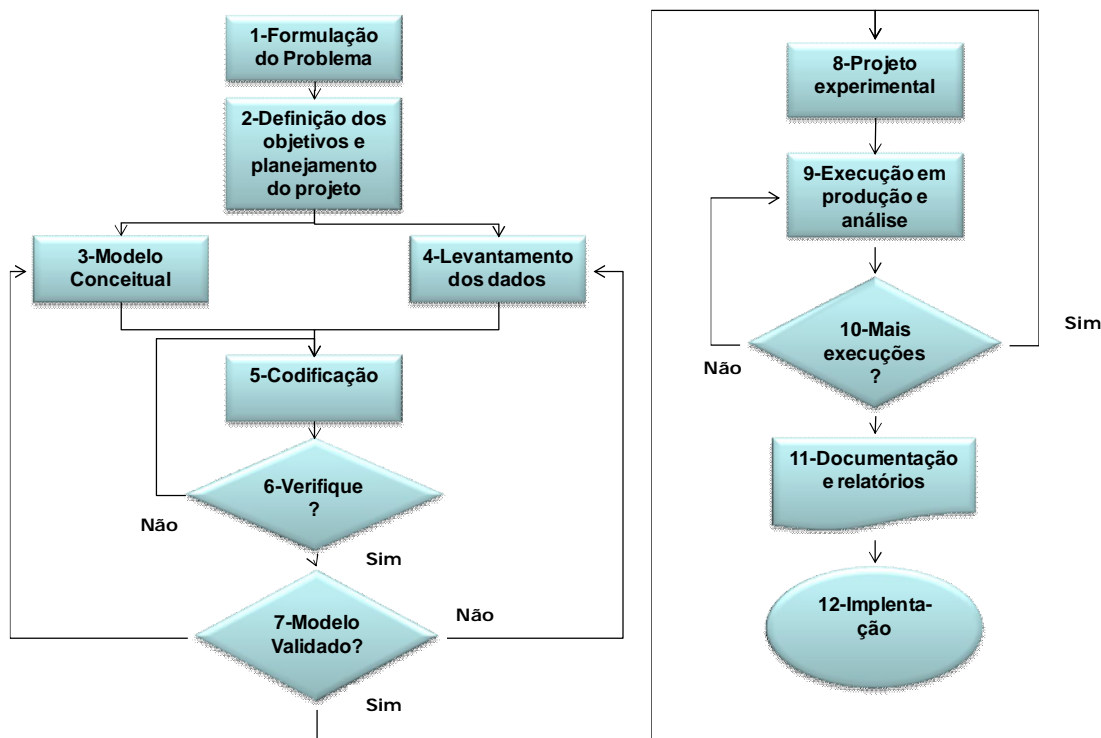 1-Formulação
do Problema
2-Definição dos
objetivos e
planejamento
do projeto
3-Modelo
Conceitual
4-Levantamento
dos dados
5-Codificação
6-Verifique
?
Não
Sim
7-Modelo
Validado?
Não
Sim
8-Projeto
experimental
9-Execução em
produção e
análise
10-Mais
execuções
?
Não
Sim
11-Documentação
e relatórios
12-Implenta-
ção